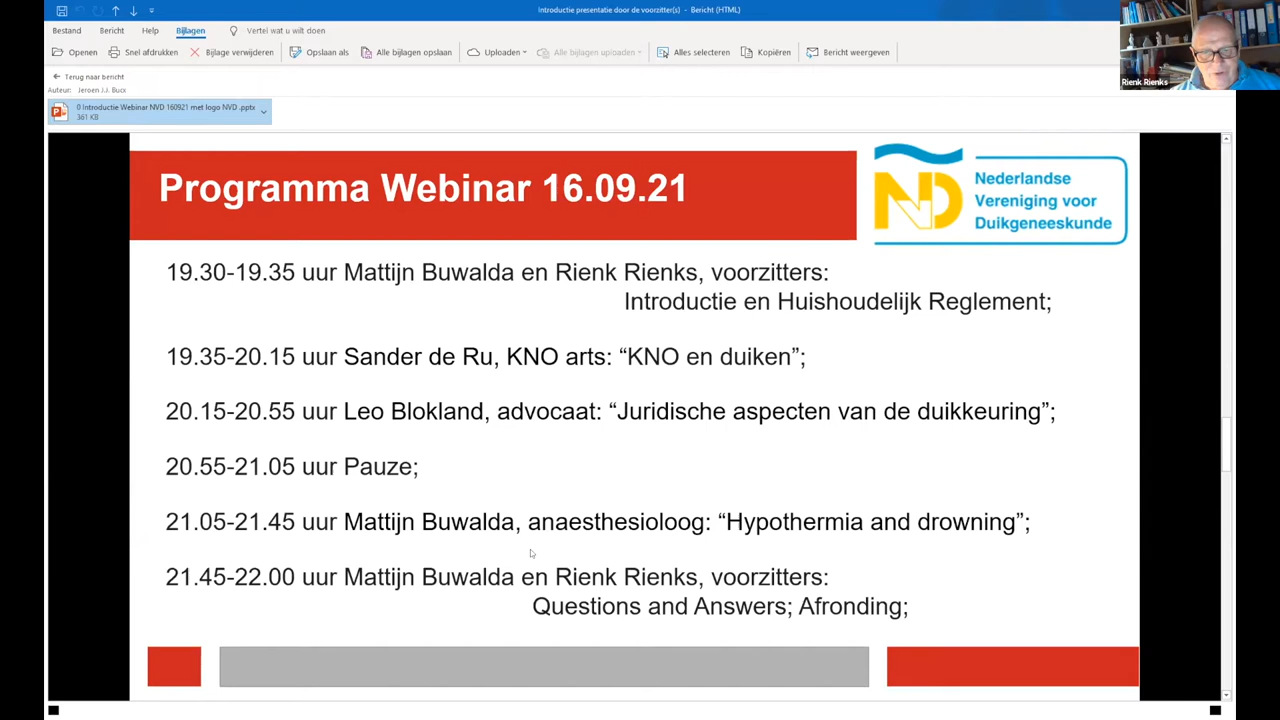 Introductie presentatie door de voorzitter(s) - Bericht (HTML)
Bestand Bericht Help Bijlagen Vertel wat u wilt doen
Openen Snel afdrukken Bijlage verwijderen Opslaan als Alle bijlagen opslaan Uploaden Alle bijlagen uploaden Alles selecteren Kopiëren Bericht weergeven
Terug naar bericht
Auteur: Jeroen J.J. Bucx
0 Introductie Webinar NVD 160921 met logo NVD .pptx
361 KB
Rienk Rienks
Programma Webinar 16.09.21
NVD
Nederlandse
Vereniging voor
Duikgeneeskunde
19.30-19.35 uur Mattijn Buwalda en Rienk Rienks, voorzitters:
Introductie en Huishoudelijk Reglement;
19.35-20.15 uur Sander de Ru, KNO arts: “KNO en duiken”;
20.15-20.55 uur Leo Blokland, advocaat: “Juridische aspecten van de duikkeuring”;
20.55-21.05 uur Pauze;
21.05-21.45 uur Mattijn Buwalda, anaesthesioloog: “Hypothermia and drowning”;
21.45-22.00 uur Mattijn Buwalda en Rienk Rienks, voorzitters:
Questions and Answers; Afronding;